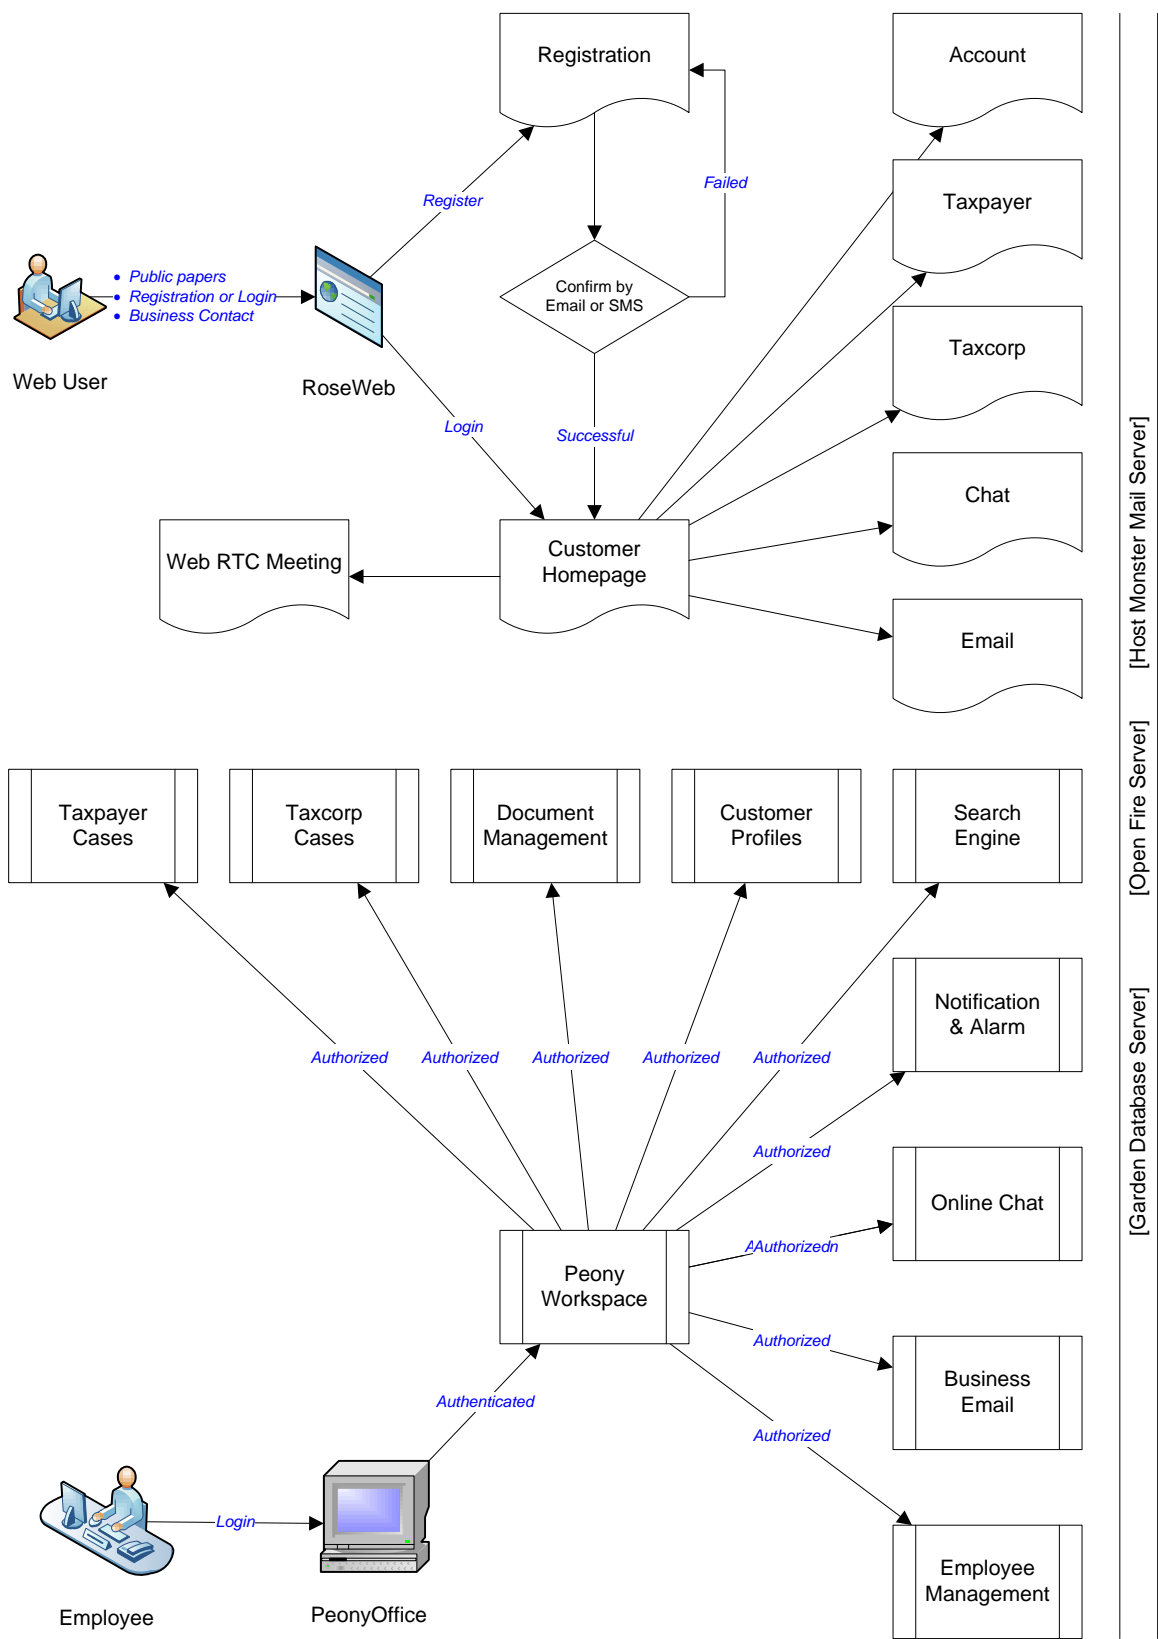 Registration
Account
Failed
Taxpayer
Register
• Public papers
• Registration or Login
• Business Contact
Confirm by
Email or SMS
Web User
RoseWeb
Taxcorp
Login
Successful
Chat
Web RTC Meeting
Customer
Homepage
Email
[Host Monster Mail Server]
[Open Fire Server]
[Garden Database Server]
Taxpayer
Cases
Taxcorp
Cases
Document
Management
Customer
Profiles
Search
Engine
Notification
& Alarm
Authorized
Authorized
Authorized
Authorized
Authorized
Authorized
Online Chat
AAuthorizedn
Peony
Workspace
Authorized
Business
Email
Authenticated
Authorized
Login
Employee
Management
Employee
PeonyOffice